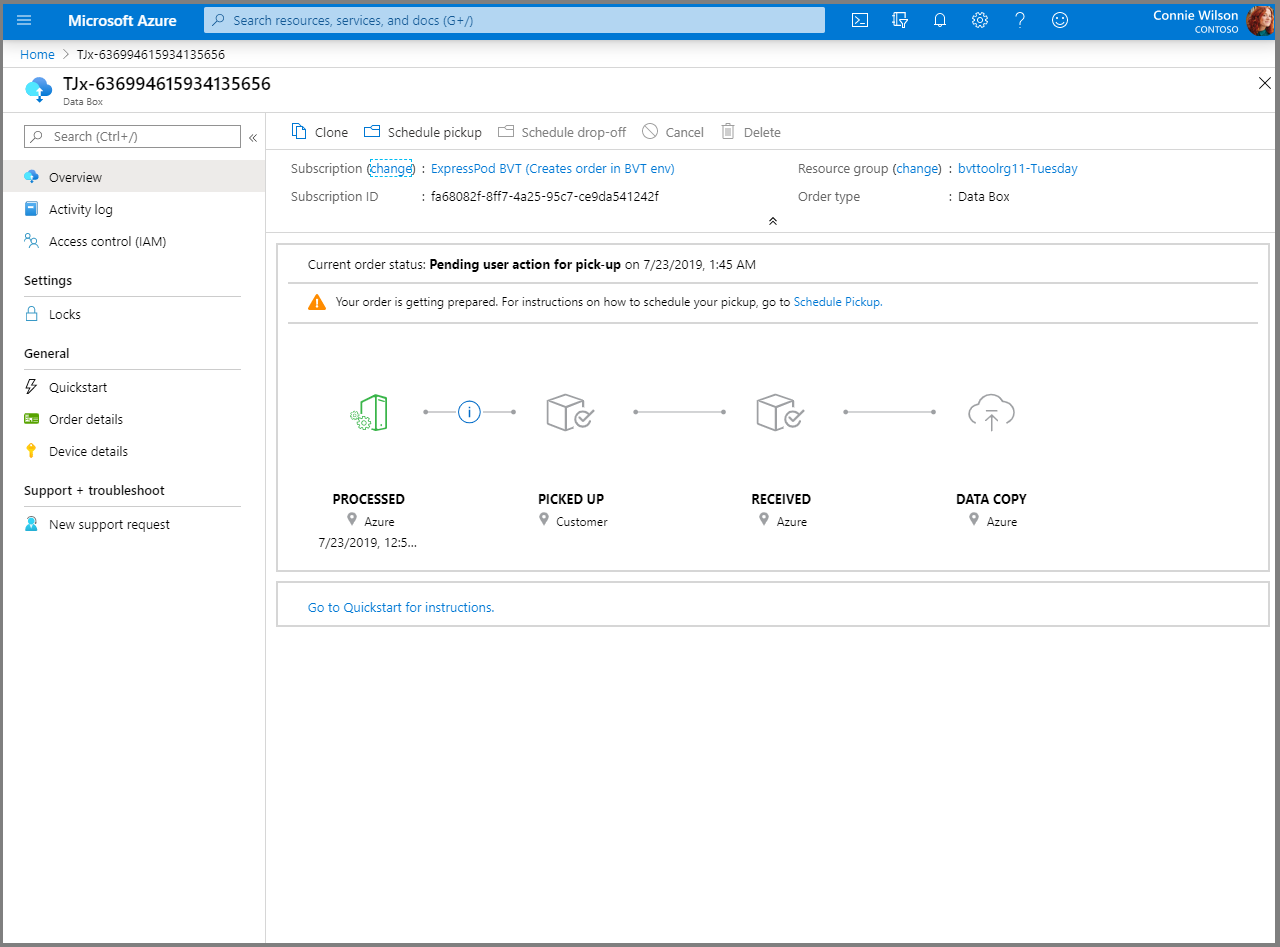 Microsoft Azure
Search resources, services, and docs (G+/)
Connie Wilson
CONTOSO
Home > TJx-636994615934135656
TJx-636994615934135656
Data Box
Search (Ctrl+/)
«
Overview
Activity log
Access control (IAM)
Settings
Locks
General
Quickstart
Order details
Device details
Support + troubleshoot
New support request
Clone Schedule pickup Schedule drop-off Cancel Delete
Subscription (change) : ExpressPod BVT (Creates order in BVT env) Resource group (change) : bvttoolrg11-Tuesday
Subscription ID : fa68082f-8ff7-4a25-95c7-ce9da541242f Order type : Data Box
Current order status: Pending user action for pick-up on 7/23/2019, 1:45 AM
Your order is getting prepared. For instructions on how to schedule your pickup, go to Schedule Pickup.
PROCESSED PICKED UP RECEIVED DATA COPY
Azure Customer Azure Azure
7/23/2019, 12:5...
Go to Quickstart for instructions.